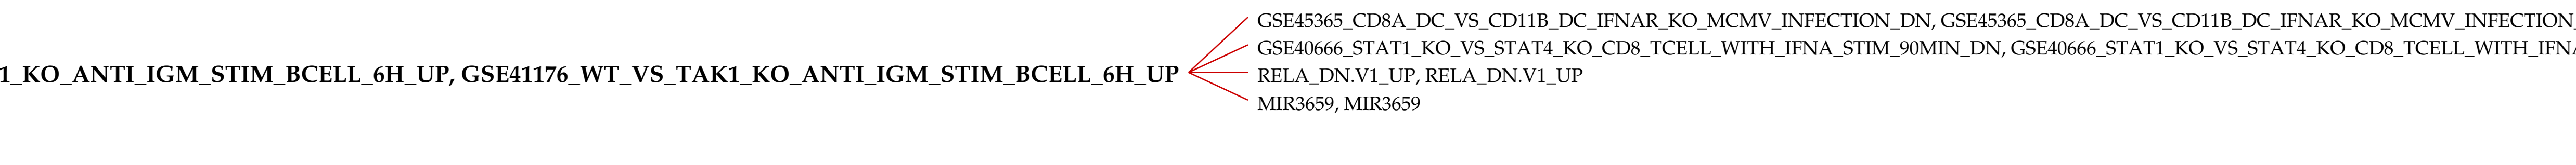 GSE45365_CD8A_DC_VS_CD11B_DC_IFNAR_KO_MCMV_INFECTION_DN, GSE45365_CD8A_DC_VS_CD11B_DC_IFNAR_KO_MCMV_INFECTION_
GSE40666_STAT1_KO_VS_STAT4_KO_CD8_TCELL_WITH_IFNA_STIM_90MIN_DN, GSE40666_STAT1_KO_VS_STAT4_KO_CD8_TCELL_WITH_IFNA
1_KO_ANTI_IGM_STIM_BCELL_6H_UP, GSE41176_WT_VS_TAK1_KO_ANTI_IGM_STIM_BCELL_6H_UP
RELA_DN.V1_UP, RELA_DN.V1_UP
MIR3659, MIR3659